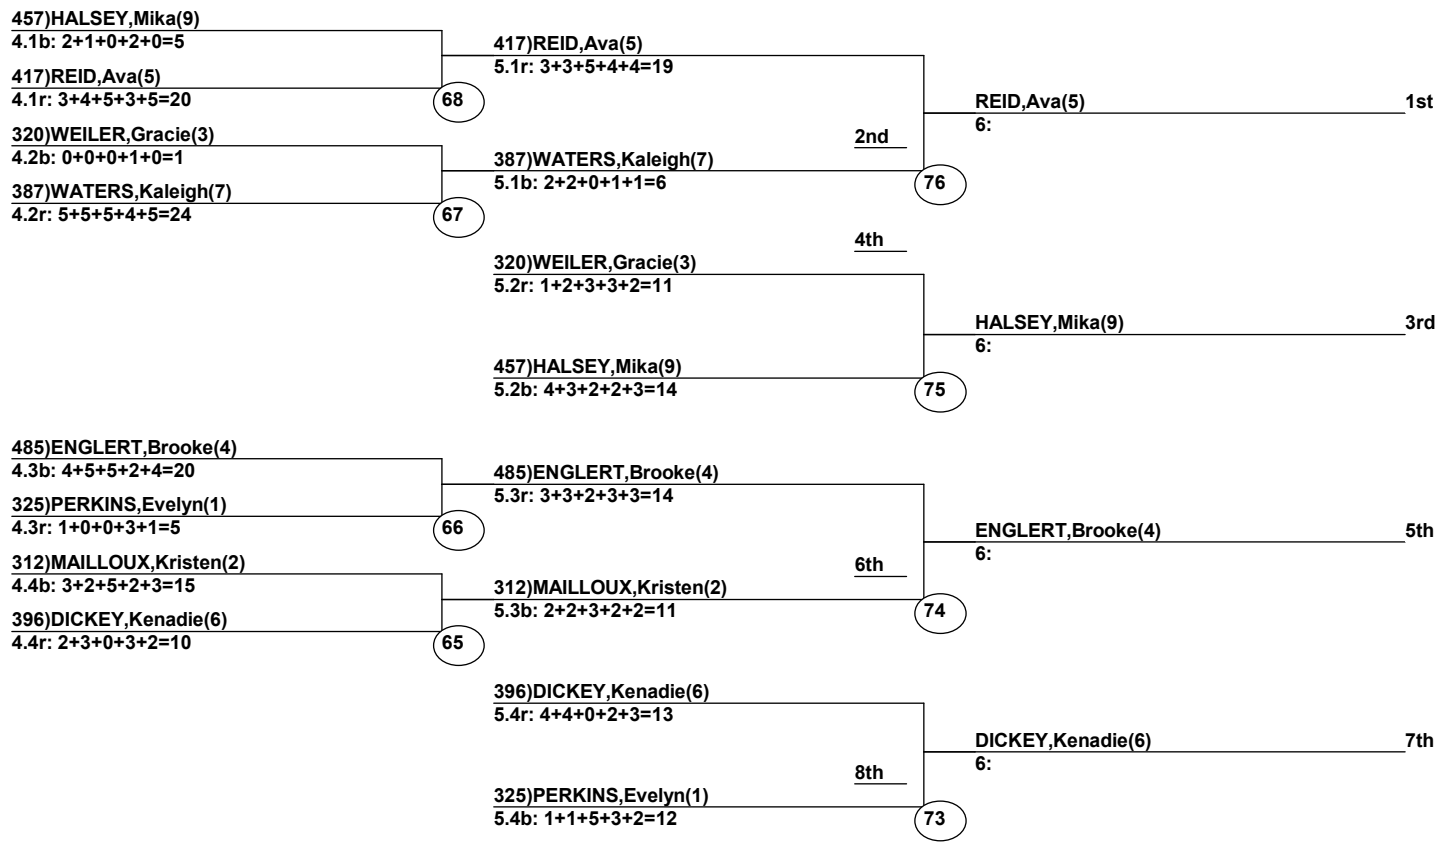 457)HALSEY,Mika(9)
4.1b: 2+1+0+2+0=5
417)REID,Ava(5)
4.1r: 3+4+5+3+5=20
68
320)WEILER,Gracie(3)
4.2b: 0+0+0+1+0=1
387)WATERS,Kaleigh(7)
4.2r: 5+5+5+4+5=24
67
417)REID,Ava(5)
5.1r: 3+3+5+4+4=19
387)WATERS,Kaleigh(7)
5.1b: 2+2+0+1+1=6
76
2nd
REID,Ava(5)
6:
1st
4th
320)WEILER,Gracie(3)
5.2r: 1+2+3+3+2=11
457)HALSEY,Mika(9)
5.2b: 4+3+2+2+3=14
75
HALSEY,Mika(9)
6:
3rd
485)ENGLERT,Brooke(4)
4.3b: 4+5+5+2+4=20
325)PERKINS,Evelyn(1)
4.3r: 1+0+0+3+1=5
66
312)MAILLOUX,Kristen(2)
4.4b: 3+2+5+2+3=15
396)DICKEY,Kenadie(6)
4.4r: 2+3+0+3+2=10
65
485)ENGLERT,Brooke(4)
5.3r: 3+3+2+3+3=14
312)MAILLOUX,Kristen(2)
5.3b: 2+2+3+2+2=11
74
6th
ENGLERT,Brooke(4)
6:
5th
396)DICKEY,Kenadie(6)
5.4r: 4+4+0+2+3=13
325)PERKINS,Evelyn(1)
5.4b: 1+1+5+3+2=12
73
8th
DICKEY,Kenadie(6)
6:
7th